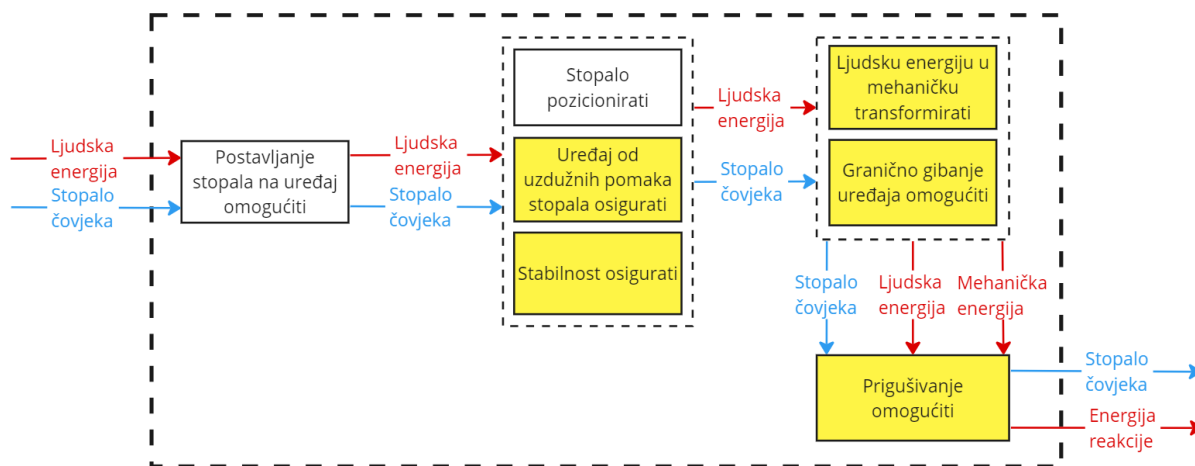 Ljudska
energija
Stopalo
čovjeka
Postavljanje
stopala na uređaj
omogućiti
Ljudska
energija
Stopalo
čovjeka
Stopalo
pozicionirati
Uređaj od
uzdužnih pomaka
stopala osigurati
Stabilnost osigurati
Ljudska
energija
Stopalo
čovjeka
Ljudsku energiju u
mehaničku
transformirati
Granično gibanje
uređaja omogućiti
Stopalo
čovjeka
Ljudska
energija
Mehanička
energija
Prigušivanje
omogućiti
Stopalo
čovjeka
Energija
reakcije